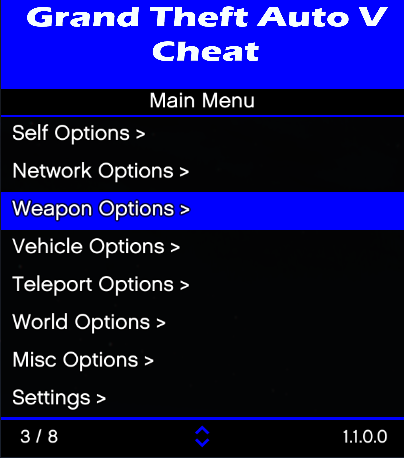 Grand Theft Auto V
Cheat
Main Menu
Self Options >
Network Options >
Weapon Options >
Vehicle Options >
Teleport Options >
World Options >
Misc Options >
Settings >
3 / 8
1.1.0.0